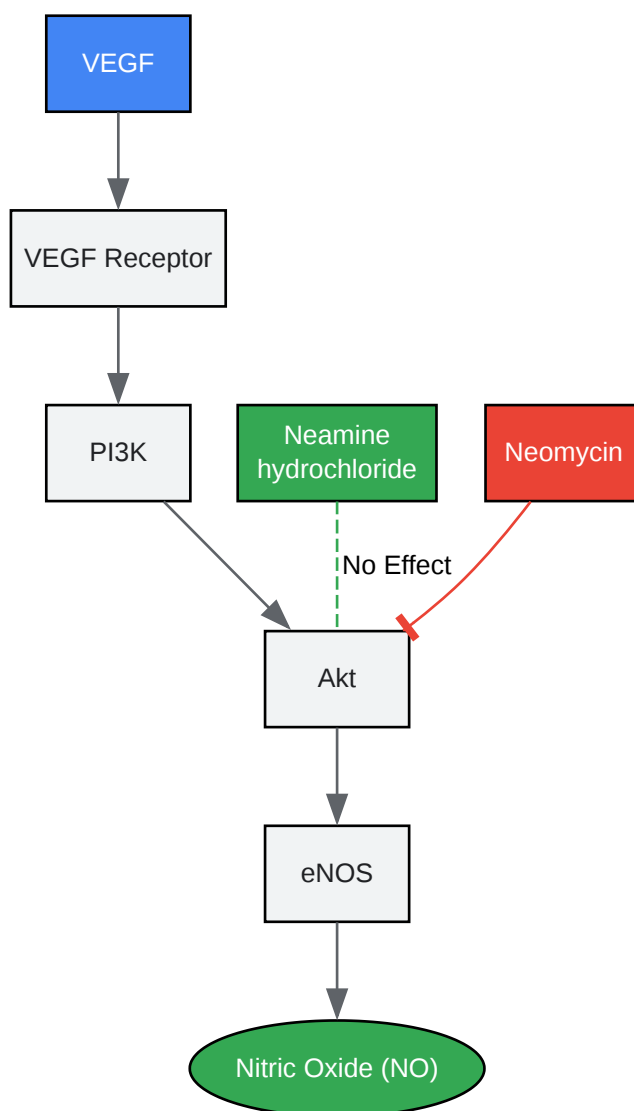 VEGF
VEGF Receptor
PI3K
Neamine
hydrochloride
Neomycin
No Effect
Akt
eNOS
Nitric Oxide (NO)